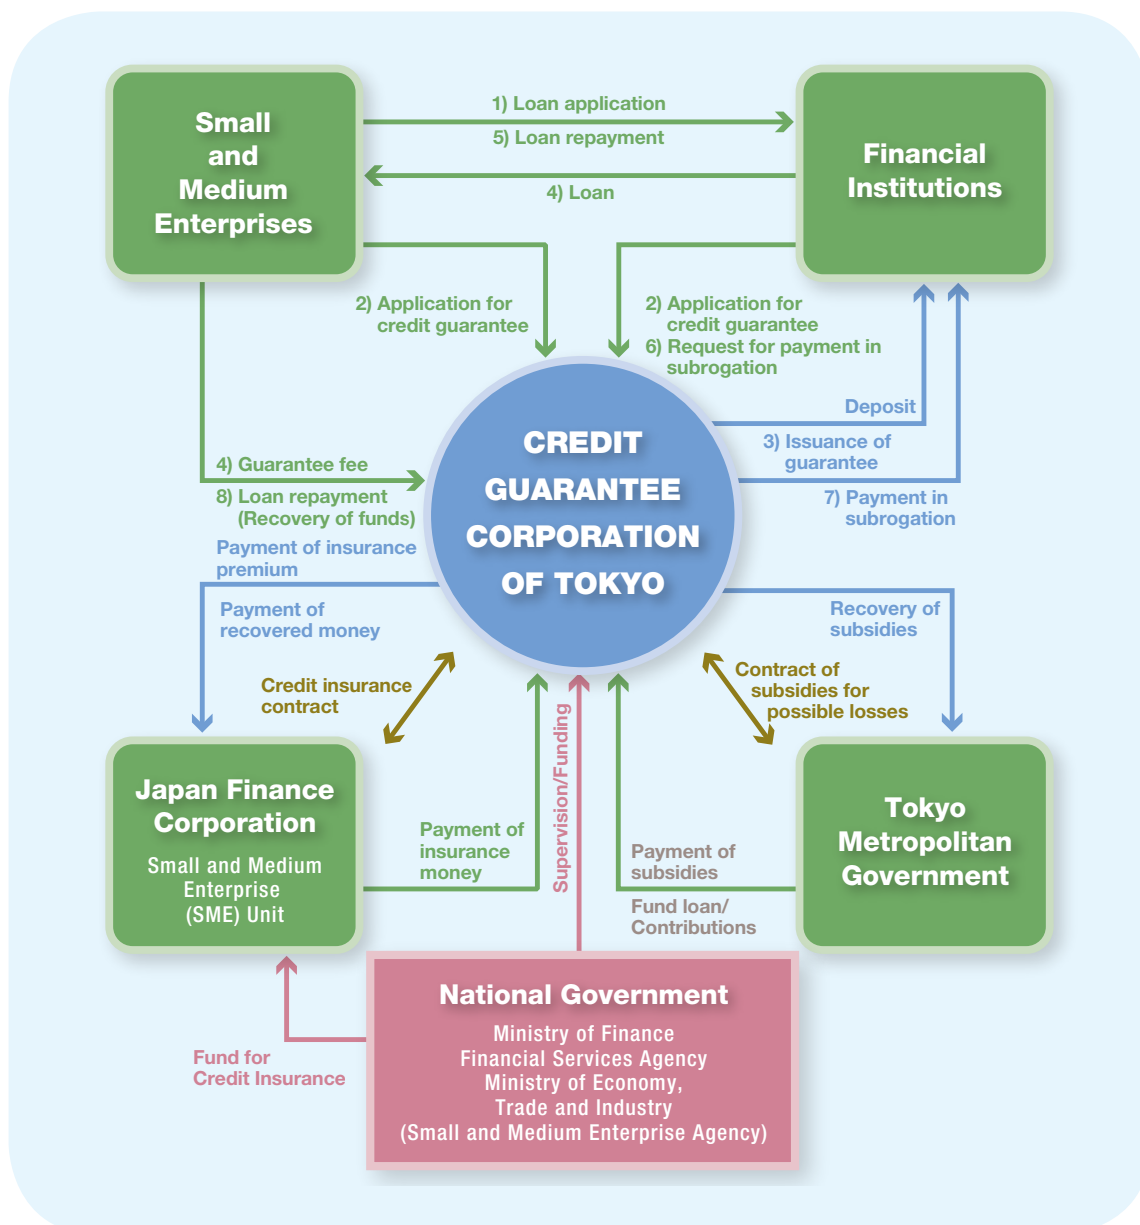 Small
and
Medium
Enterprises
1) Loan application
5) Loan repayment
4) Loan
Financial
Institutions
2) Application for
credit guarantee
2) Application for
credit guarantee
6) Request for payment in
subrogation
Deposit
3) Issuance of
guarantee
7) Payment in
subrogation
CREDIT
GUARANTEE
CORPORATION
OF TOKYO
4) Guarantee fee
8) Loan repayment
(Recovery of funds)
Payment of insurance
premium
Payment of
recovered money
Recovery of
subsidies
Credit insurance
contract
Contract of
subsidies for
possible losses
Japan Finance
Corporation
Small and Medium
Enterprise
(SME) Unit
Payment of
insurance
money
Supervision/Funding
Payment of
subsidies
Fund loan/
Contributions
Tokyo
Metropolitan
Government
Fund for
Credit Insurance
National Government
Ministry of Finance
Financial Services Agency
Ministry of Economy,
Trade and Industry
(Small and Medium Enterprise Agency)